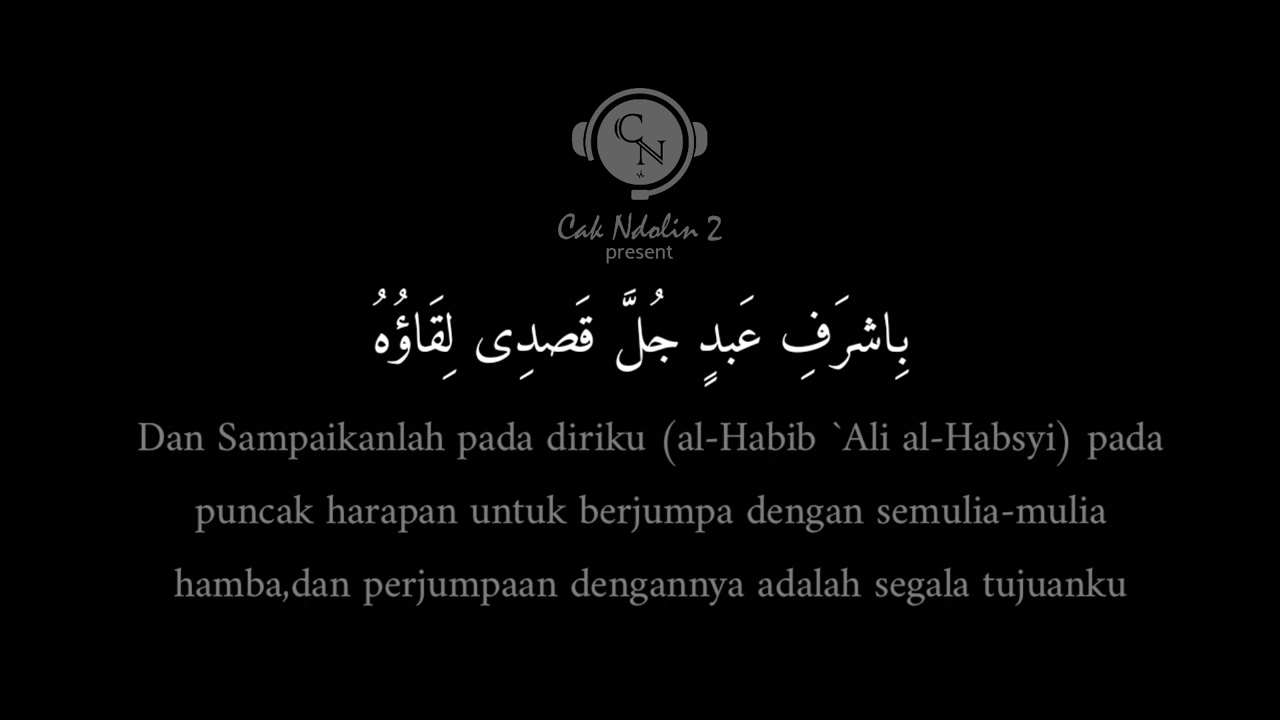 CN
Cak Ndolin 2
present
بِاشرَفِ عَبدٍ جُلَّ قَصدِى لِقَاؤُهُ
Dan Sampaikanlah pada diriku (al-Habib `Ali al-Habsyi) pada
puncak harapan untuk berjumpa dengan semulia-mulia
hamba,dan perjumpaan dengannya adalah segala tujuanku